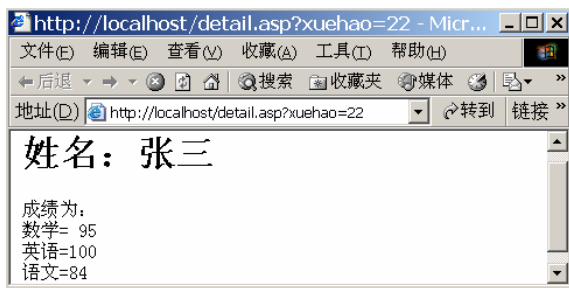 http://localhost/detail.asp?xuehao=22 - Micr...
文件(F) 编辑(E) 查看(V) 收藏(A) 工具(T) 帮助(H)
后退 搜索 收藏夹 媒体 »
地址(D) http://localhost/detail.asp?xuehao=22 转到 链接 »
姓名：张三
成绩为：
数学= 95
英语=100
语文=84